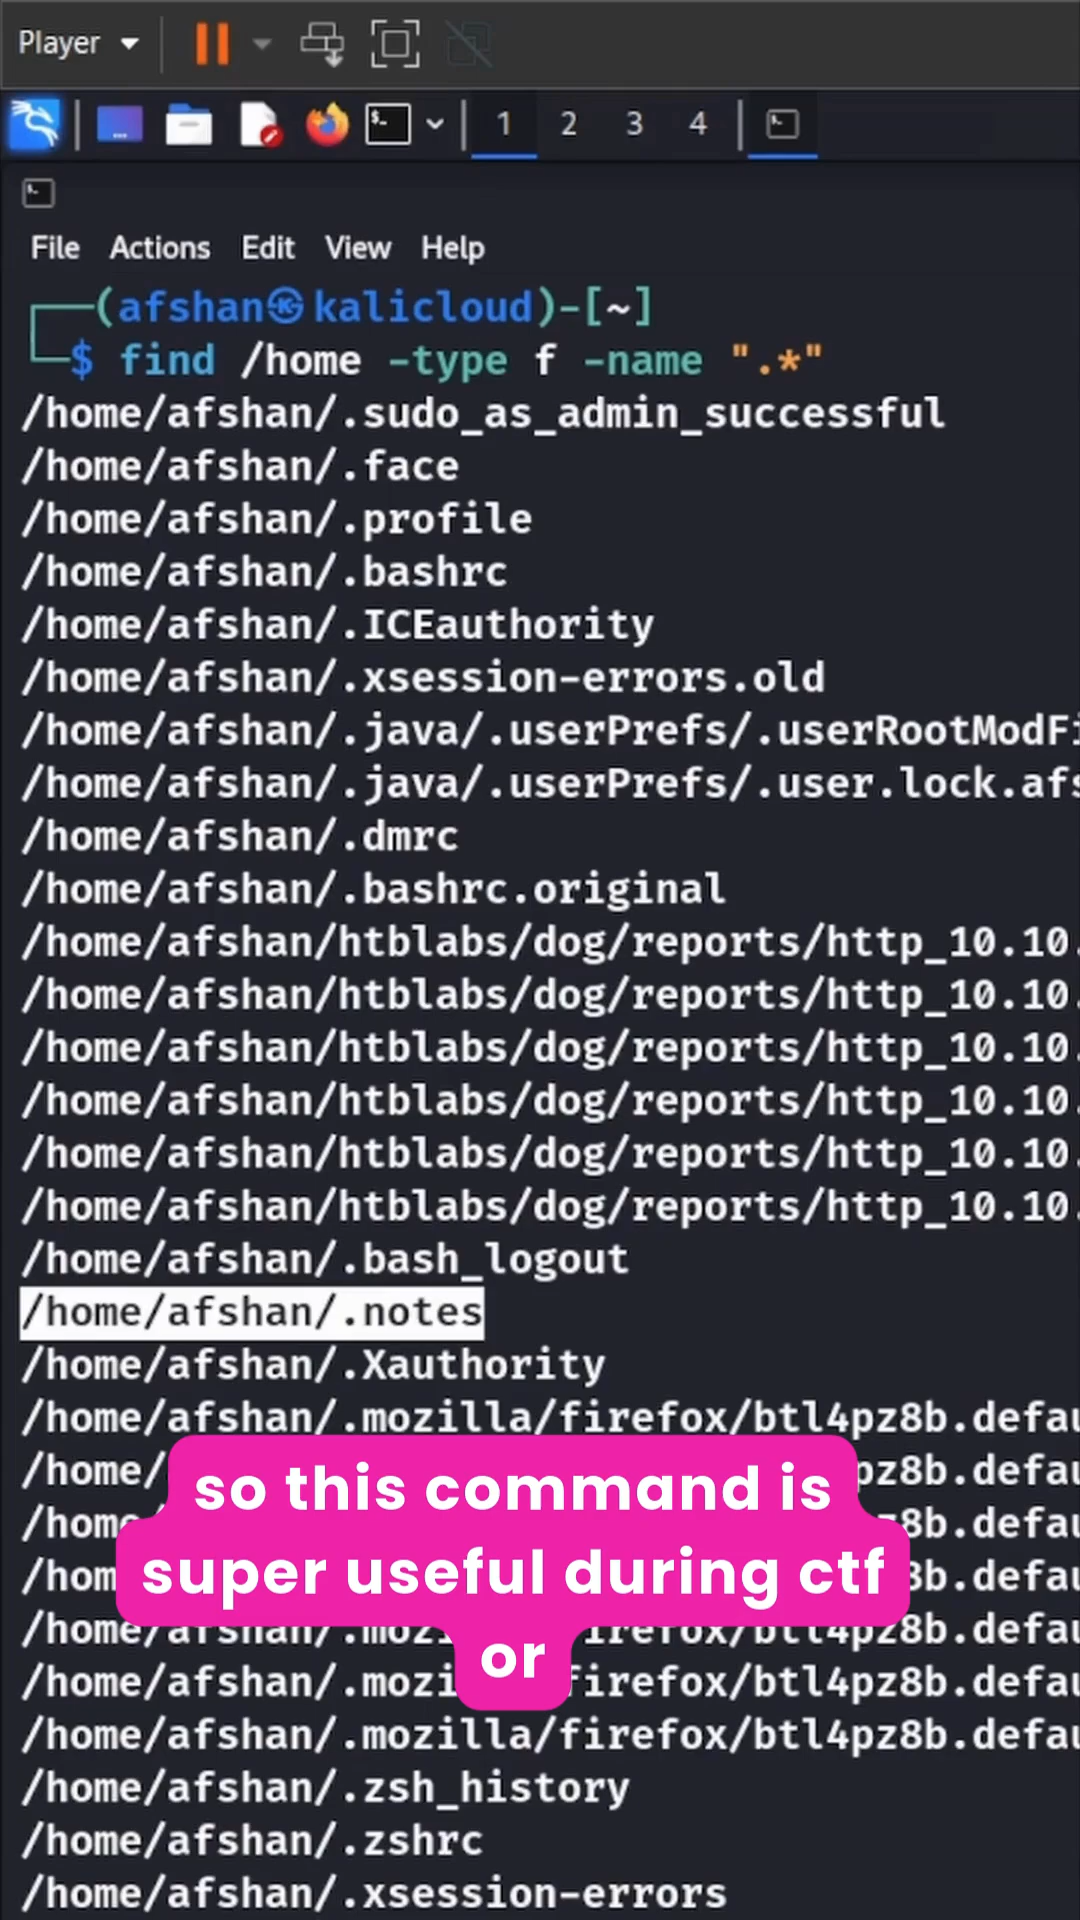 Player
1 2 3 4
File Actions Edit View Help
(afshan㉿kalicloud)-[~]
$ find /home -type f -name ".*"
/home/afshan/.sudo_as_admin_successful
/home/afshan/.face
/home/afshan/.profile
/home/afshan/.bashrc
/home/afshan/.ICEauthority
/home/afshan/.xsession-errors.old
/home/afshan/.java/.userPrefs/.userRootModFi
/home/afshan/.java/.userPrefs/.user.lock.afs
/home/afshan/.dmrc
/home/afshan/.bashrc.original
/home/afshan/htblabs/dog/reports/http_10.10.
/home/afshan/htblabs/dog/reports/http_10.10.
/home/afshan/htblabs/dog/reports/http_10.10.
/home/afshan/htblabs/dog/reports/http_10.10.
/home/afshan/htblabs/dog/reports/http_10.10.
/home/afshan/htblabs/dog/reports/http_10.10.
/home/afshan/.bash_logout
/home/afshan/.notes
/home/afshan/.Xauthority
/home/afshan/.mozilla/firefox/btl4pz8b.defau
so this command is
super useful during ctf
or
/home/afshan/.mozilla/firefox/btl4pz8b.defau
/home/afshan/.zsh_history
/home/afshan/.zshrc
/home/afshan/.xsession-errors